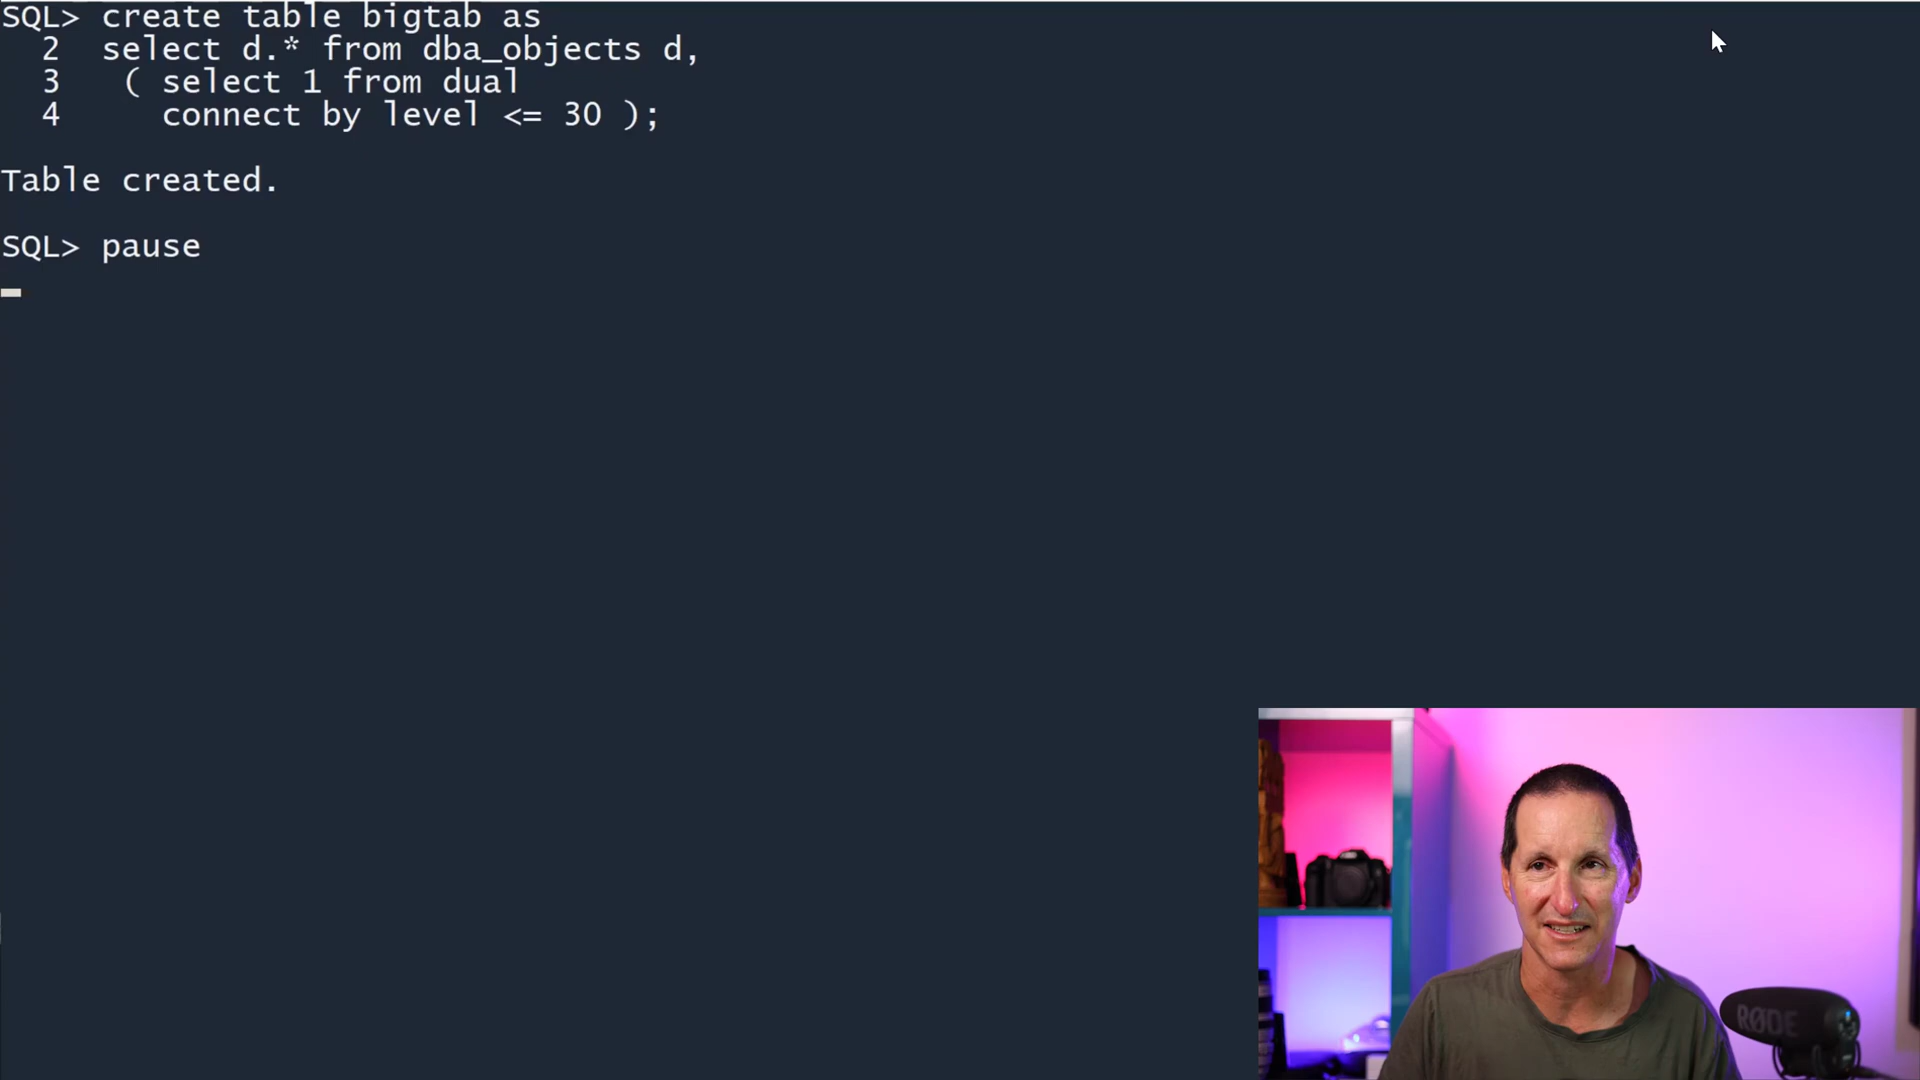 SQL> create table bigtab as
2 select d.* from dba_objects d,
3 ( select 1 from dual
4 connect by level <= 30 );
Table created.
SQL> pause
RØDE